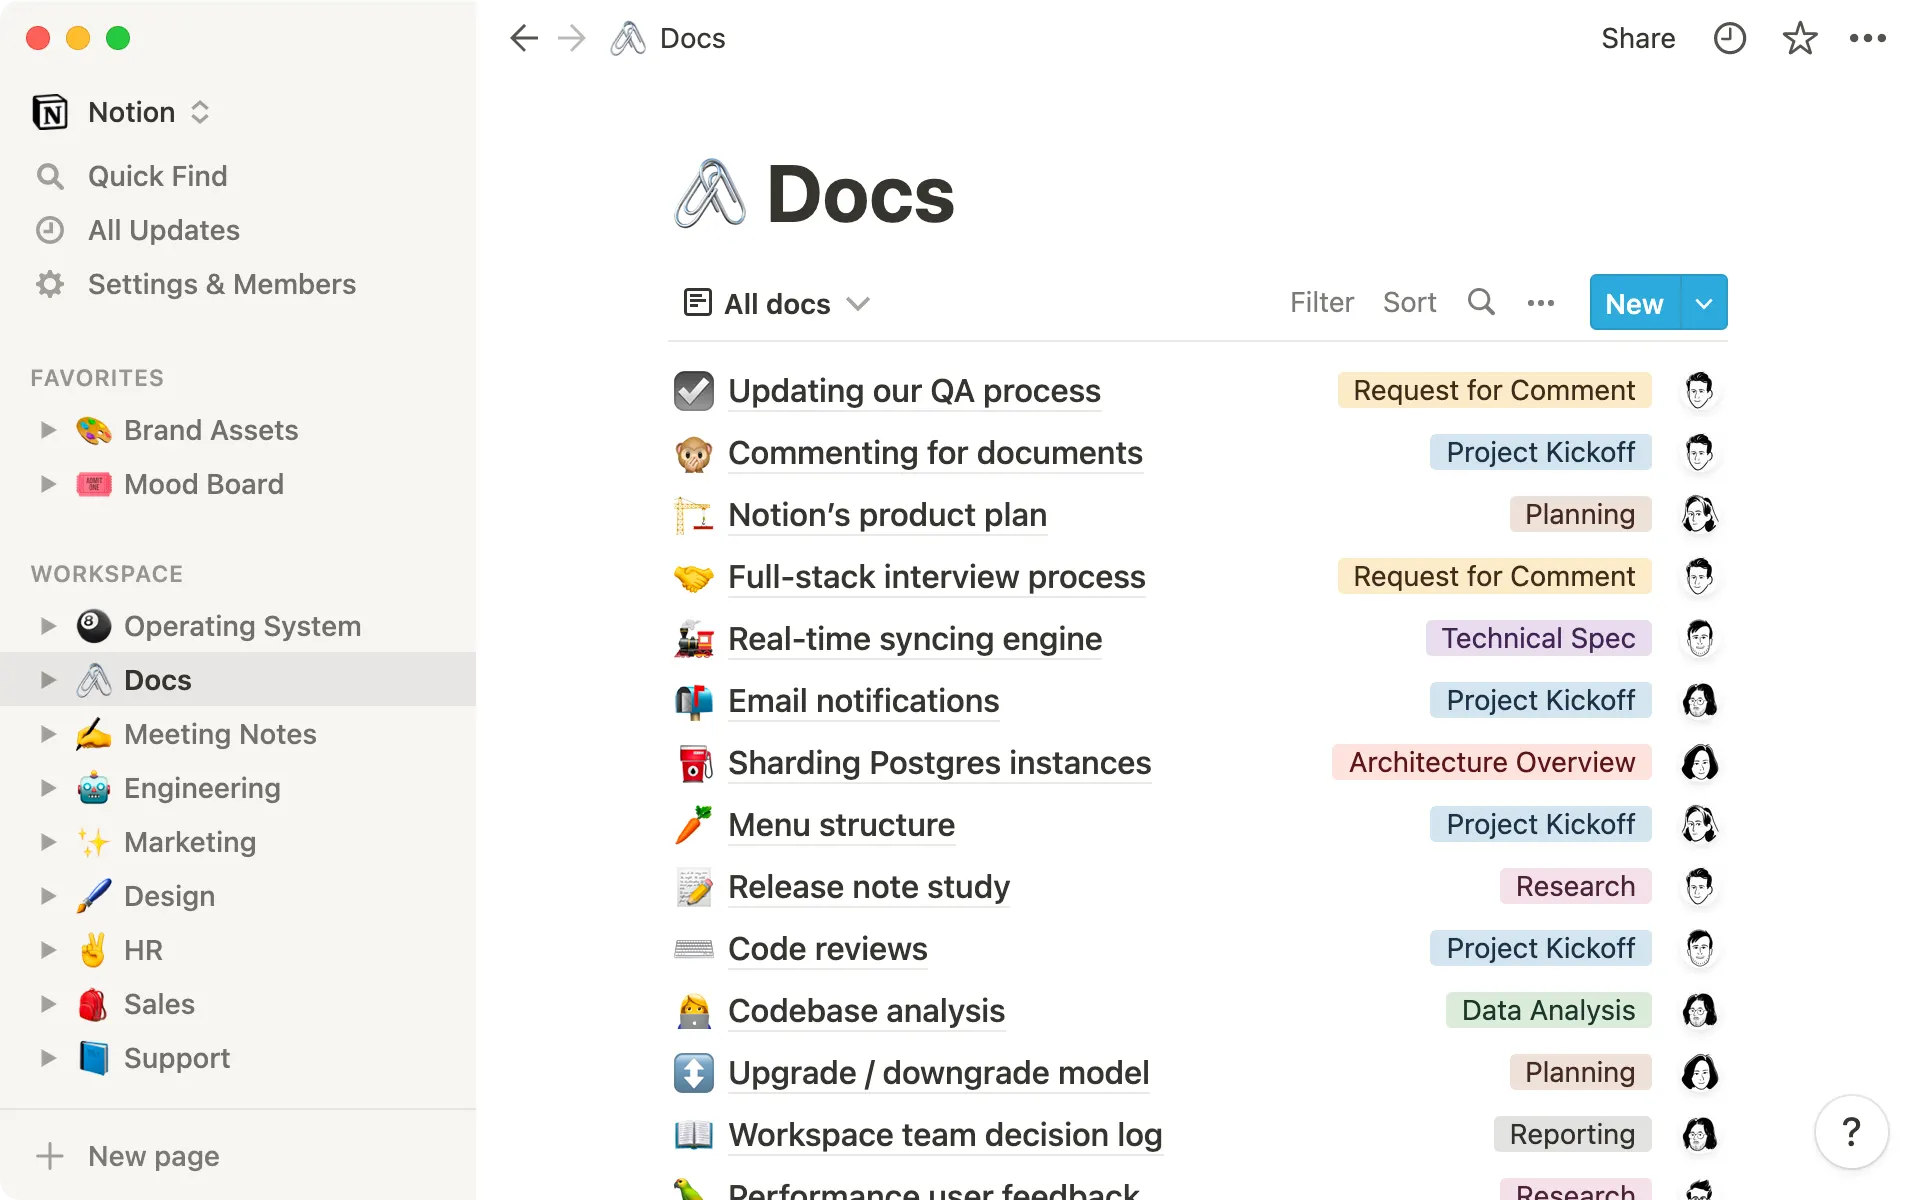 Docs
Share
Notion
Quick Find
All Updates
Settings & Members
FAVORITES
Brand Assets
Mood Board
WORKSPACE
Operating System
Docs
Meeting Notes
Engineering
Marketing
Design
HR
Sales
Support
New page
Docs
All docs
Filter Sort New
Updating our QA process Request for Comment
Commenting for documents Project Kickoff
Notion’s product plan Planning
Full-stack interview process Request for Comment
Real-time syncing engine Technical Spec
Email notifications Project Kickoff
Sharding Postgres instances Architecture Overview
Menu structure Project Kickoff
Release note study Research
Code reviews Project Kickoff
Codebase analysis Data Analysis
Upgrade / downgrade model Planning
Workspace team decision log Reporting
Performance user feedback Research
?